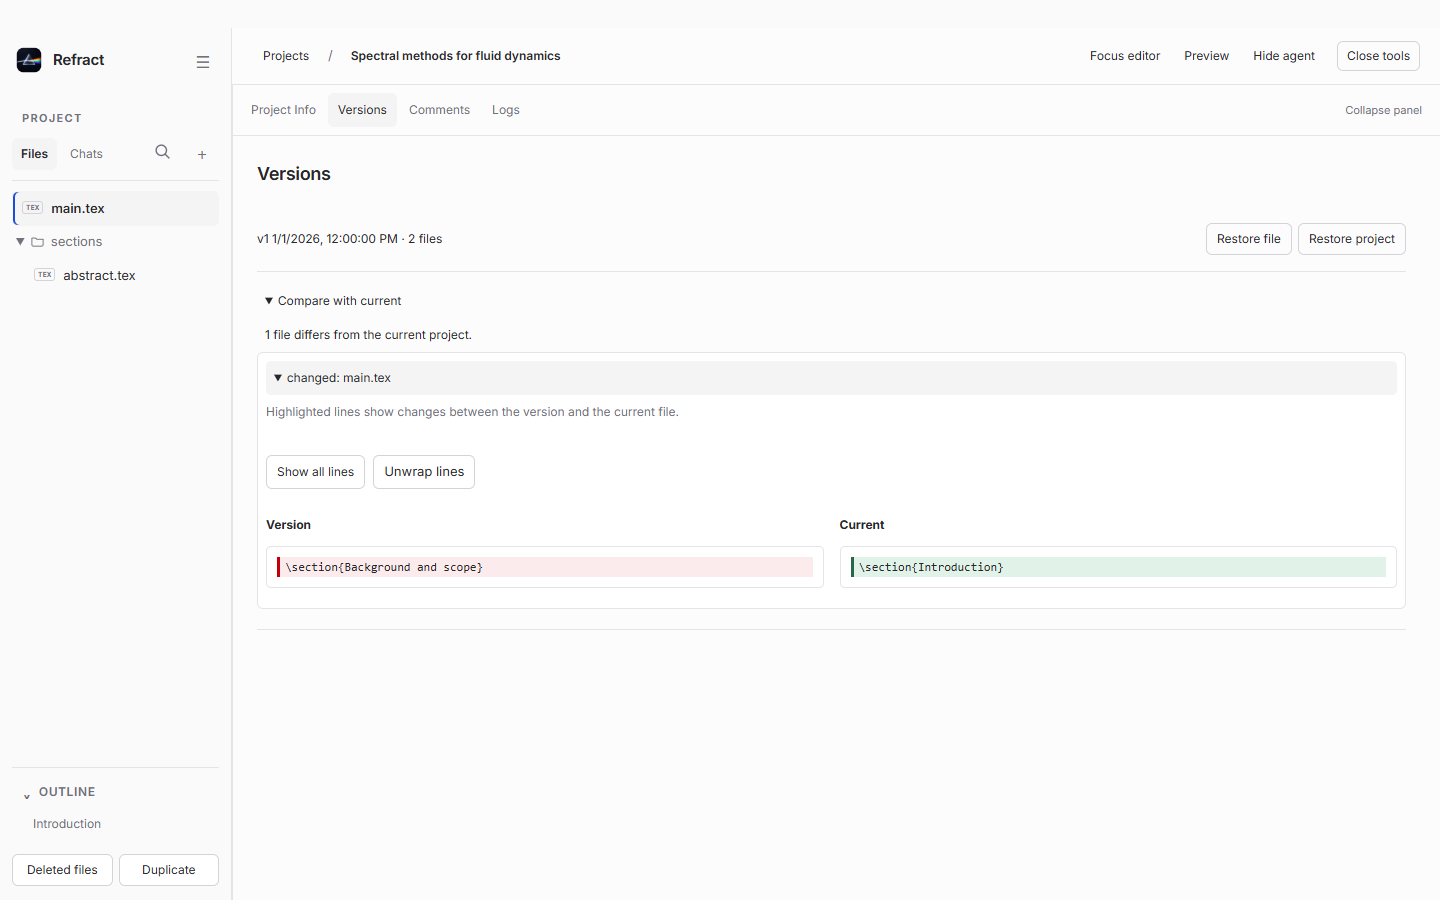 Refract
☰
PROJECT
Files
Chats
+
TEX main.tex
sections
TEX abstract.tex
OUTLINE
Introduction
Deleted files
Duplicate
Projects / Spectral methods for fluid dynamics
Focus editor
Preview
Hide agent
Close tools
Project Info
Versions
Comments
Logs
Collapse panel
Versions
v1 1/1/2026, 12:00:00 PM · 2 files
Restore file
Restore project
▼ Compare with current
1 file differs from the current project.
▼ changed: main.tex
Highlighted lines show changes between the version and the current file.
Show all lines
Unwrap lines
Version
\section{Background and scope}
Current
\section{Introduction}